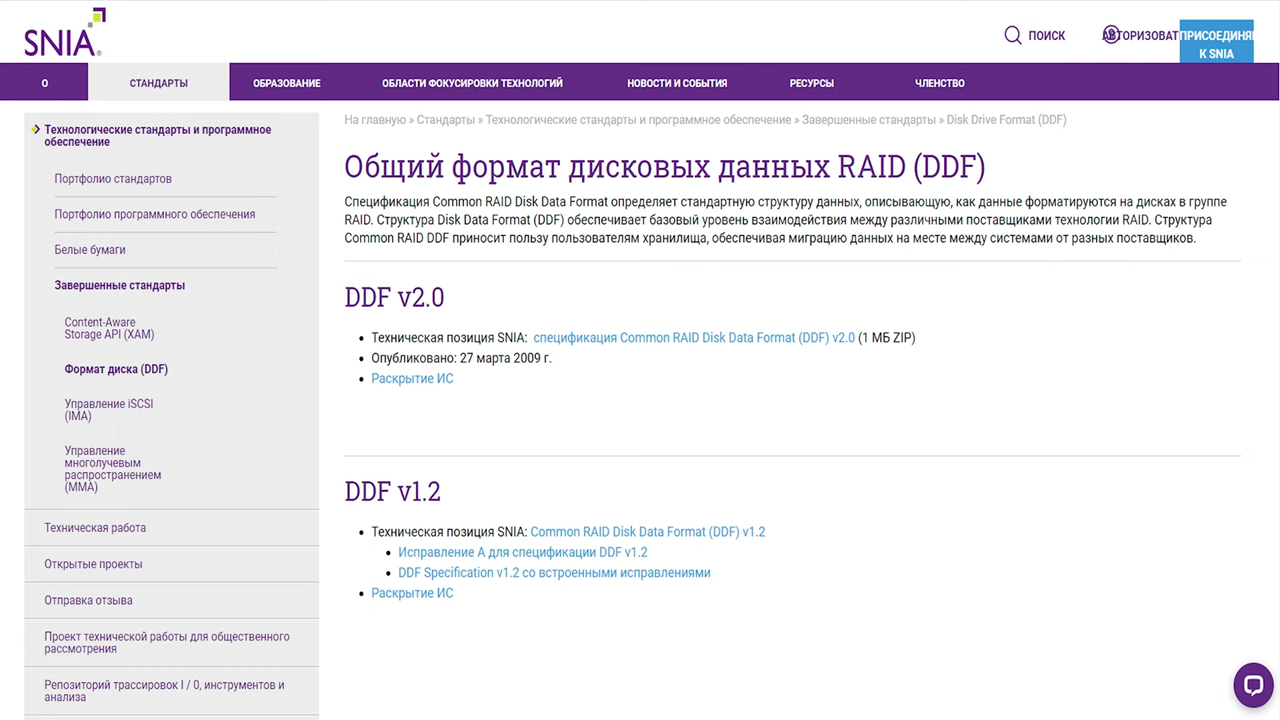 SNIA
ПОИСК
АВТОРИЗОВАТ
ПРИСОЕДИНЯ
К SNIA
О
СТАНДАРТЫ
ОБРАЗОВАНИЕ
ОБЛАСТИ ФОКУСИРОВКИ ТЕХНОЛОГИЙ
НОВОСТИ И СОБЫТИЯ
РЕСУРСЫ
ЧЛЕНСТВО
Технологические стандарты и программное
обеспечение
Портфолио стандартов
Портфолио программного обеспечения
Белые бумаги
Завершенные стандарты
Content-Aware
Storage API (XAM)
Формат диска (DDF)
Управление iSCSI
(IMA)
Управление
многолучевым
распространением
(MMA)
Техническая работа
Открытые проекты
Отправка отзыва
Проект технической работы для общественного
рассмотрения
Репозиторий трассировок I / 0, инструментов и
анализа
На главную » Стандарты » Технологические стандарты и программное обеспечение » Завершенные стандарты » Disk Drive Format (DDF)
Общий формат дисковых данных RAID (DDF)
Спецификация Common RAID Disk Data Format определяет стандартную структуру данных, описывающую, как данные форматируются на дисках в группе
RAID. Структура Disk Data Format (DDF) обеспечивает базовый уровень взаимодействия между различными поставщиками технологии RAID. Структура
Common RAID DDF приносит пользу пользователям хранилища, обеспечивая миграцию данных на месте между системами от разных поставщиков.
DDF v2.0
• Техническая позиция SNIA: спецификация Common RAID Disk Data Format (DDF) v2.0 (1 МБ ZIP)
• Опубликовано: 27 марта 2009 г.
• Раскрытие ИС
DDF v1.2
• Техническая позиция SNIA: Common RAID Disk Data Format (DDF) v1.2
• Исправление A для спецификации DDF v1.2
• DDF Specification v1.2 со встроенными исправлениями
• Раскрытие ИС